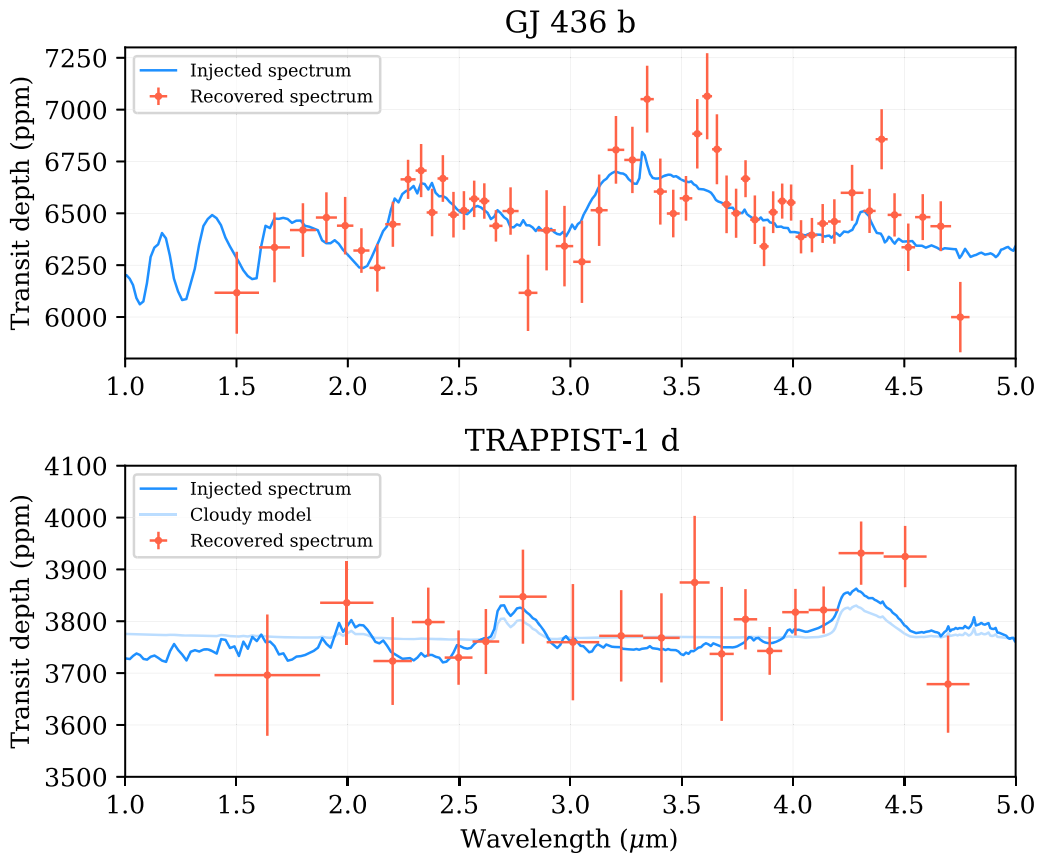 GJ 436 b
Transit depth (ppm)
7250
7000
6750
6500
6250
6000
Injected spectrum
Recovered spectrum
1.0 1.5 2.0 2.5 3.0 3.5 4.0 4.5 5.0
TRAPPIST-1 d
Transit depth (ppm)
4100
4000
3900
3800
3700
3600
3500
Injected spectrum
Cloudy model
Recovered spectrum
1.0 1.5 2.0 2.5 3.0 3.5 4.0 4.5 5.0
Wavelength (μm)